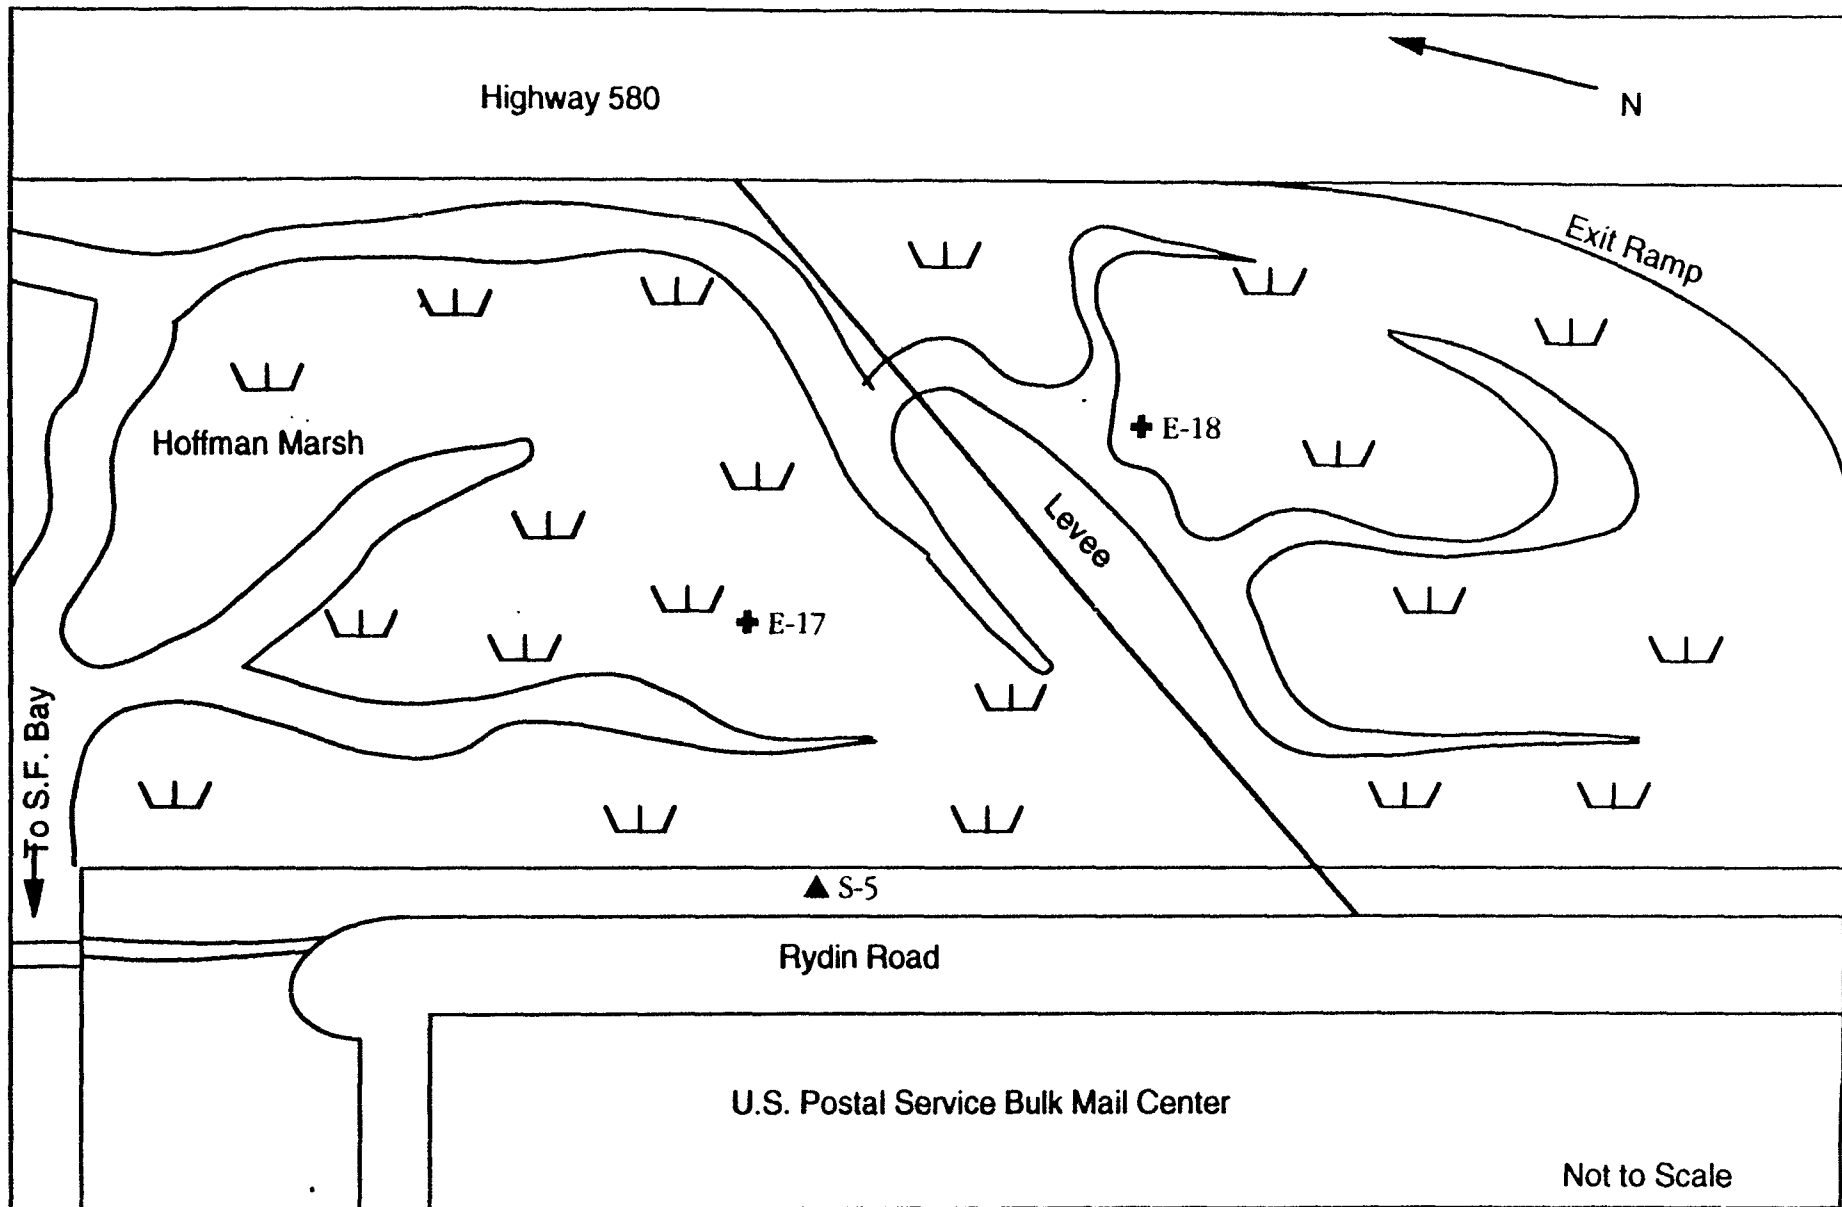 Highway 580
N
Exit Ramp
Hoffman Marsh
E-18
Levee
E-17
To S.F. Bay
S-5
Rydin Road
U.S. Postal Service Bulk Mail Center
Not to Scale